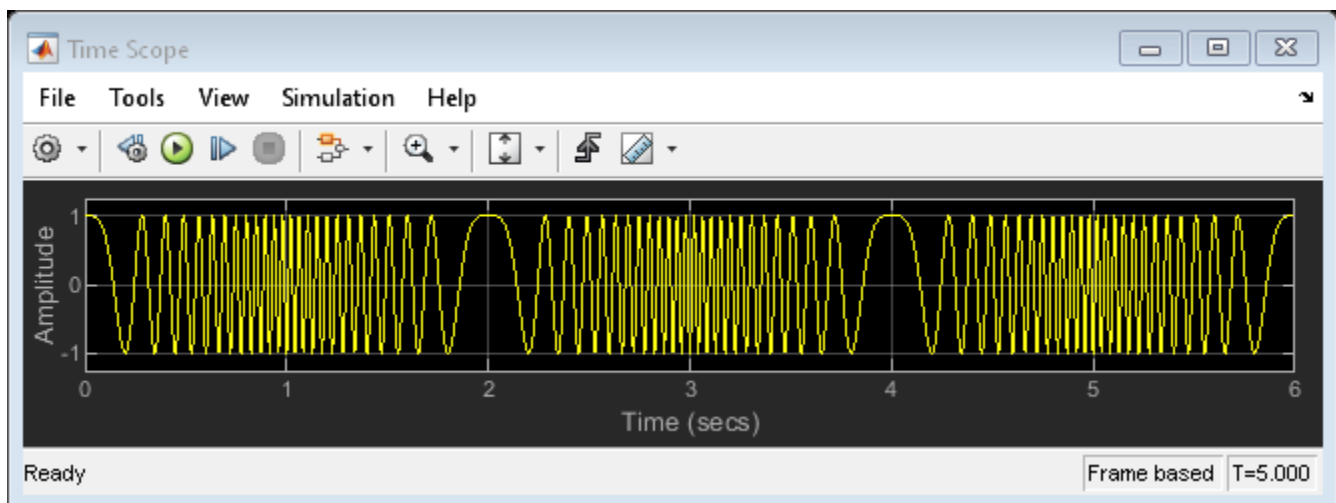 Time Scope
File Tools View Simulation Help
Amplitude
1
0
-1
0 1 2 3 4 5 6
Time (secs)
Ready Frame based T=5.000